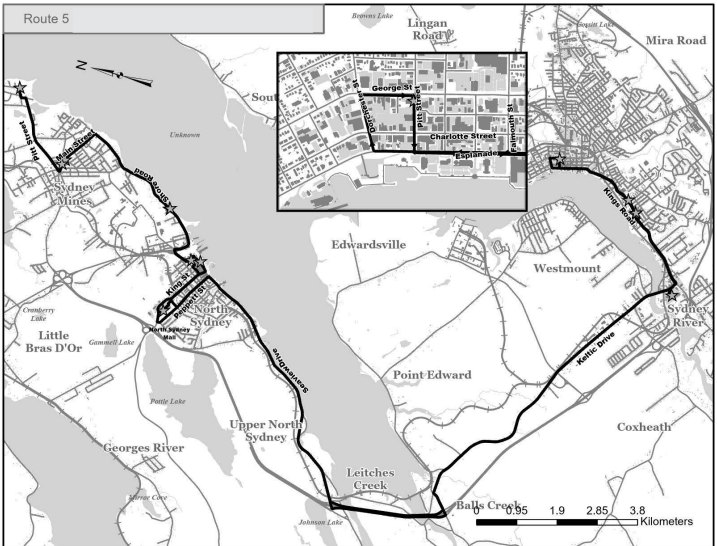 Route 5
Browns Lake
Lingan
Road
Mira Road
N
George St
Dorchester St
Pitt Street
Falmouth St
Charlotte Street
Esplanade
Pitt Street
Main Street
Unknown
Sydney
Mines
Shore Road
Kings Road
Edwardsville
Westmount
King St
Peppett St
North
Sydney
Sydney
River
Cranberry
Lake
Little
Bras D'Or
North Sydney
Mall
Gammell Lake
Keltic Drive
Point Edward
Pottle Lake
SeaviewDrive
Upper North
Sydney
Coxheath
Georges River
Leitches
Creek
Balls Creek
Johnson Lake
0.95 1.9 2.85 3.8
Kilometers